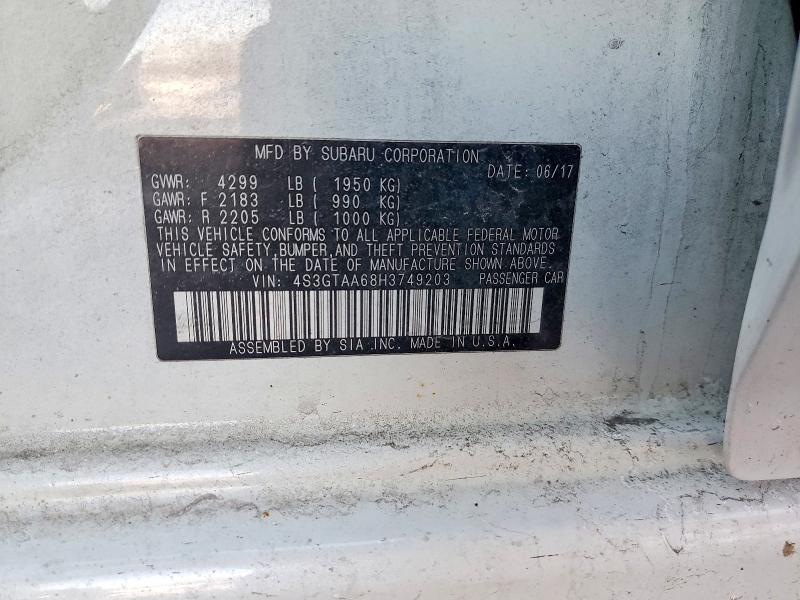 MFD BY SUBARU CORPORATION
DATE: 06/17
GVWR: 4299 LB ( 1950 KG)
GAWR: F 2183 LB ( 990 KG)
GAWR: R 2205 LB ( 1000 KG)
THIS VEHICLE CONFORMS TO ALL APPLICABLE FEDERAL MOTOR
VEHICLE SAFETY, BUMPER, AND THEFT PREVENTION STANDARDS
IN EFFECT ON THE DATE OF MANUFACTURE SHOWN ABOVE.
VIN: 4S3GTAA68H3749203 PASSENGER CAR
ASSEMBLED BY SIA INC. MADE IN U.S.A.